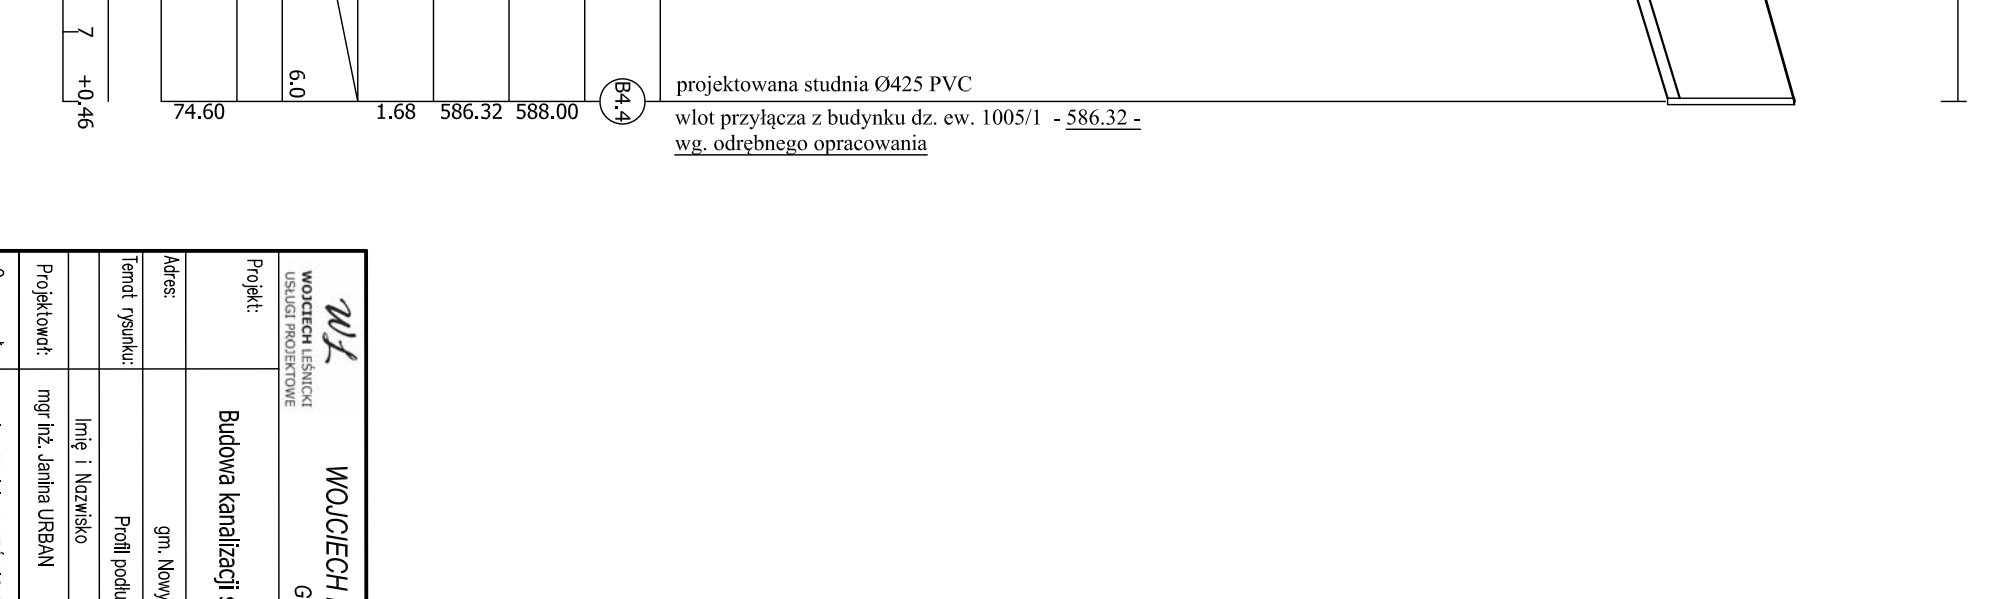 7
+0.46
6.0
74.60
1.68
586.32
588.00
B4.4
projektowana studnia Ø425 PVC
wlot przyłącza z budynku dz. ew. 1005/1 - 586.32 -
wg. odrębnego opracowania
WOJCIECH LEŚNICKI
USŁUGI PROJEKTOWE
WOJCIECH
G
Projekt:
Budowa kanalizacji s
Adres:
gm. Nowy
Temat rysunku:
Profil podłu
Imię i Nazwisko
Projektował:
mgr inż. Janina URBAN